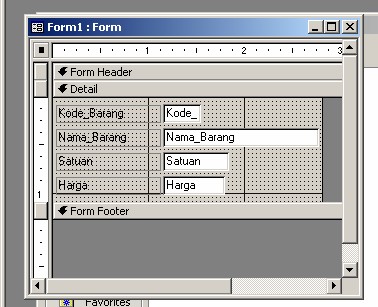 Form1 : Form
1 2 3
Form Header
Detail
Kode_Barang Kode_
Nama_Barang Nama_Barang
Satuan Satuan
1
Harga Harga
Form Footer
Favorites